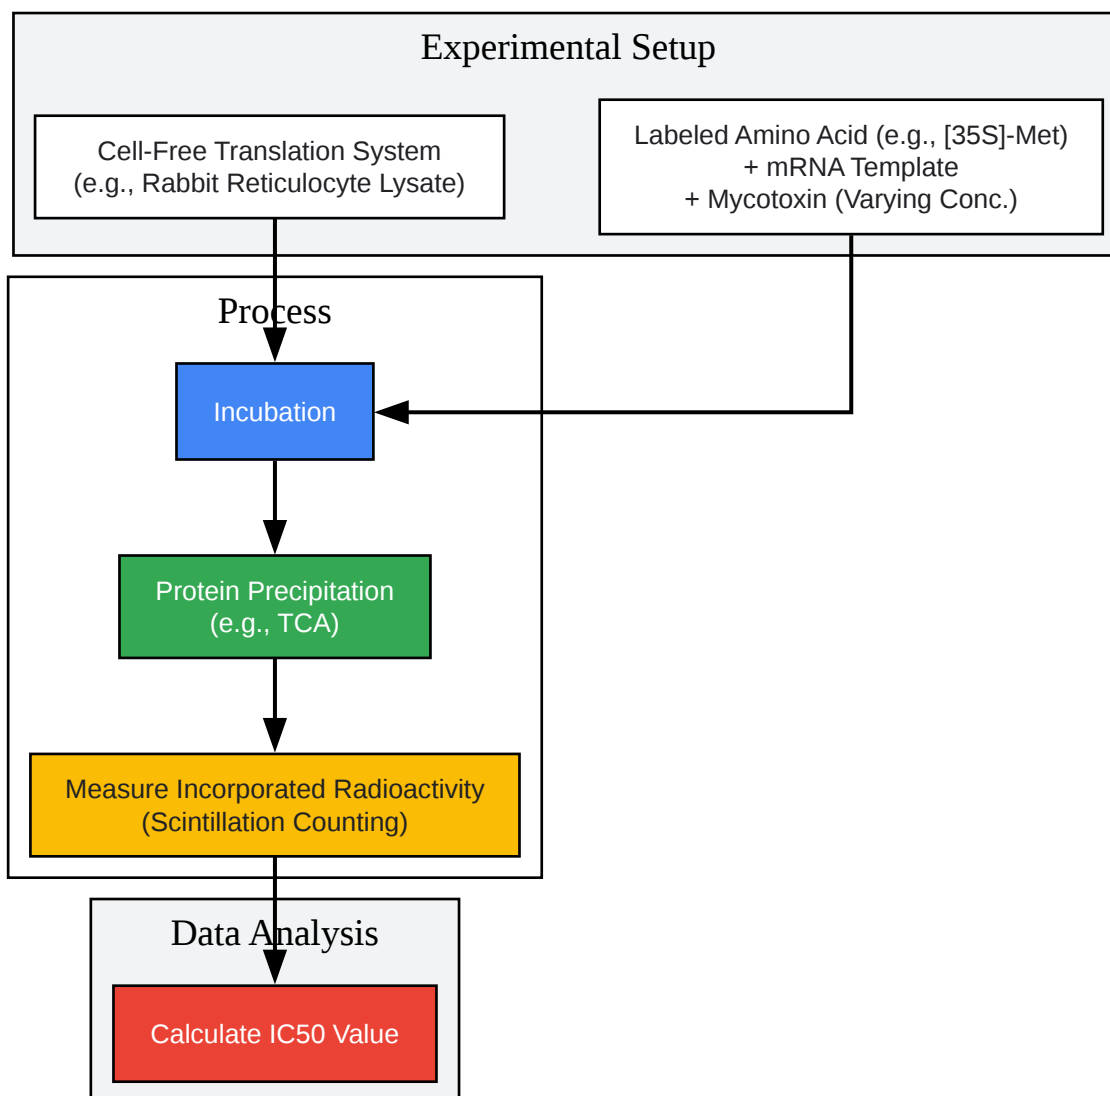 Experimental Setup
Cell-Free Translation System
(e.g., Rabbit Reticulocyte Lysate)
Labeled Amino Acid (e.g., [35S]-Met)
+ mRNA Template
+ Mycotoxin (Varying Conc.)
Process
Incubation
Protein Precipitation
(e.g., TCA)
Measure Incorporated Radioactivity
(Scintillation Counting)
Data Analysis
Calculate IC50 Value